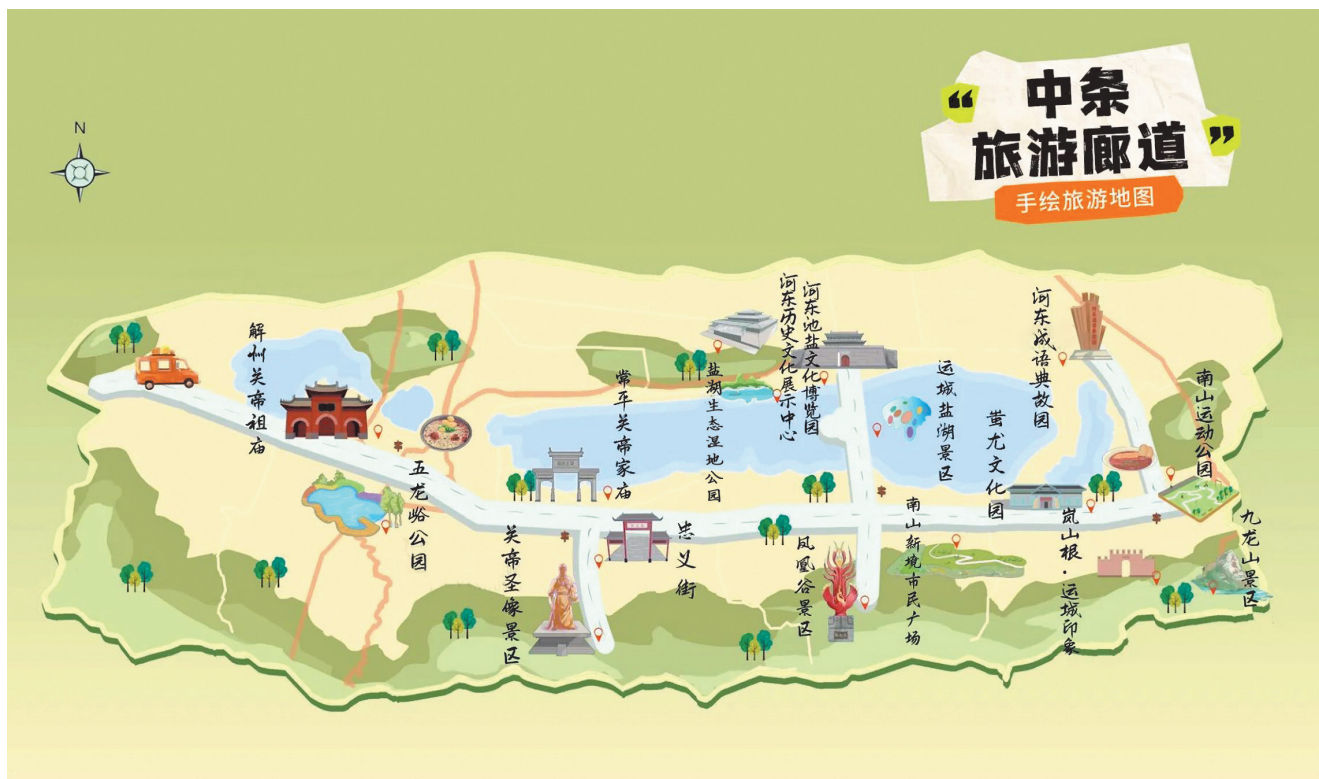 N
“中条
旅游廊道”
手绘旅游地图
解州关帝祖庙
五龙峪公园
关帝圣像景区
常平关帝家庙
忠义街
盐湖生态湿地公园
河东历史文化展示中心
河东池盐文化博览园
凤凰谷景区
运城盐湖景区
南山新境市民广场
蚩尤文化园
河东成语典故园
岚山根·运城印象
南山运动公园
九龙山景区